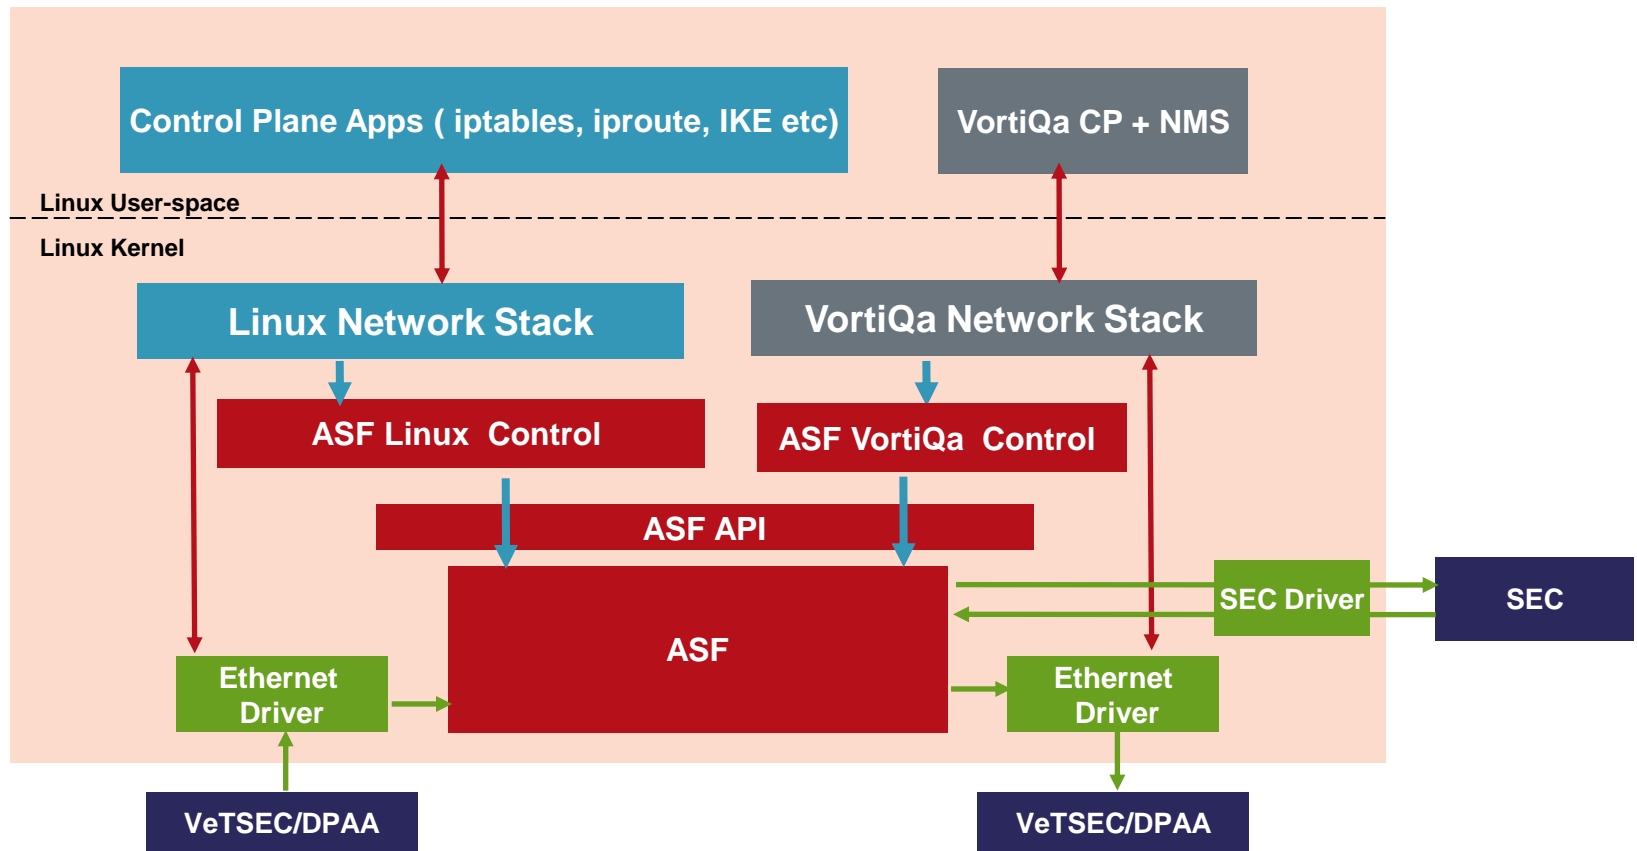 Control Plane Apps ( iptables, iproute, IKE etc)
VortiQa CP + NMS
Linux User-space
Linux Kernel
Linux Network Stack
VortiQa Network Stack
ASF Linux  Control
ASF VortiQa  Control
ASF API
SEC Driver
SEC
ASF
Ethernet
Driver
Ethernet
Driver
VeTSEC/DPAA
VeTSEC/DPAA